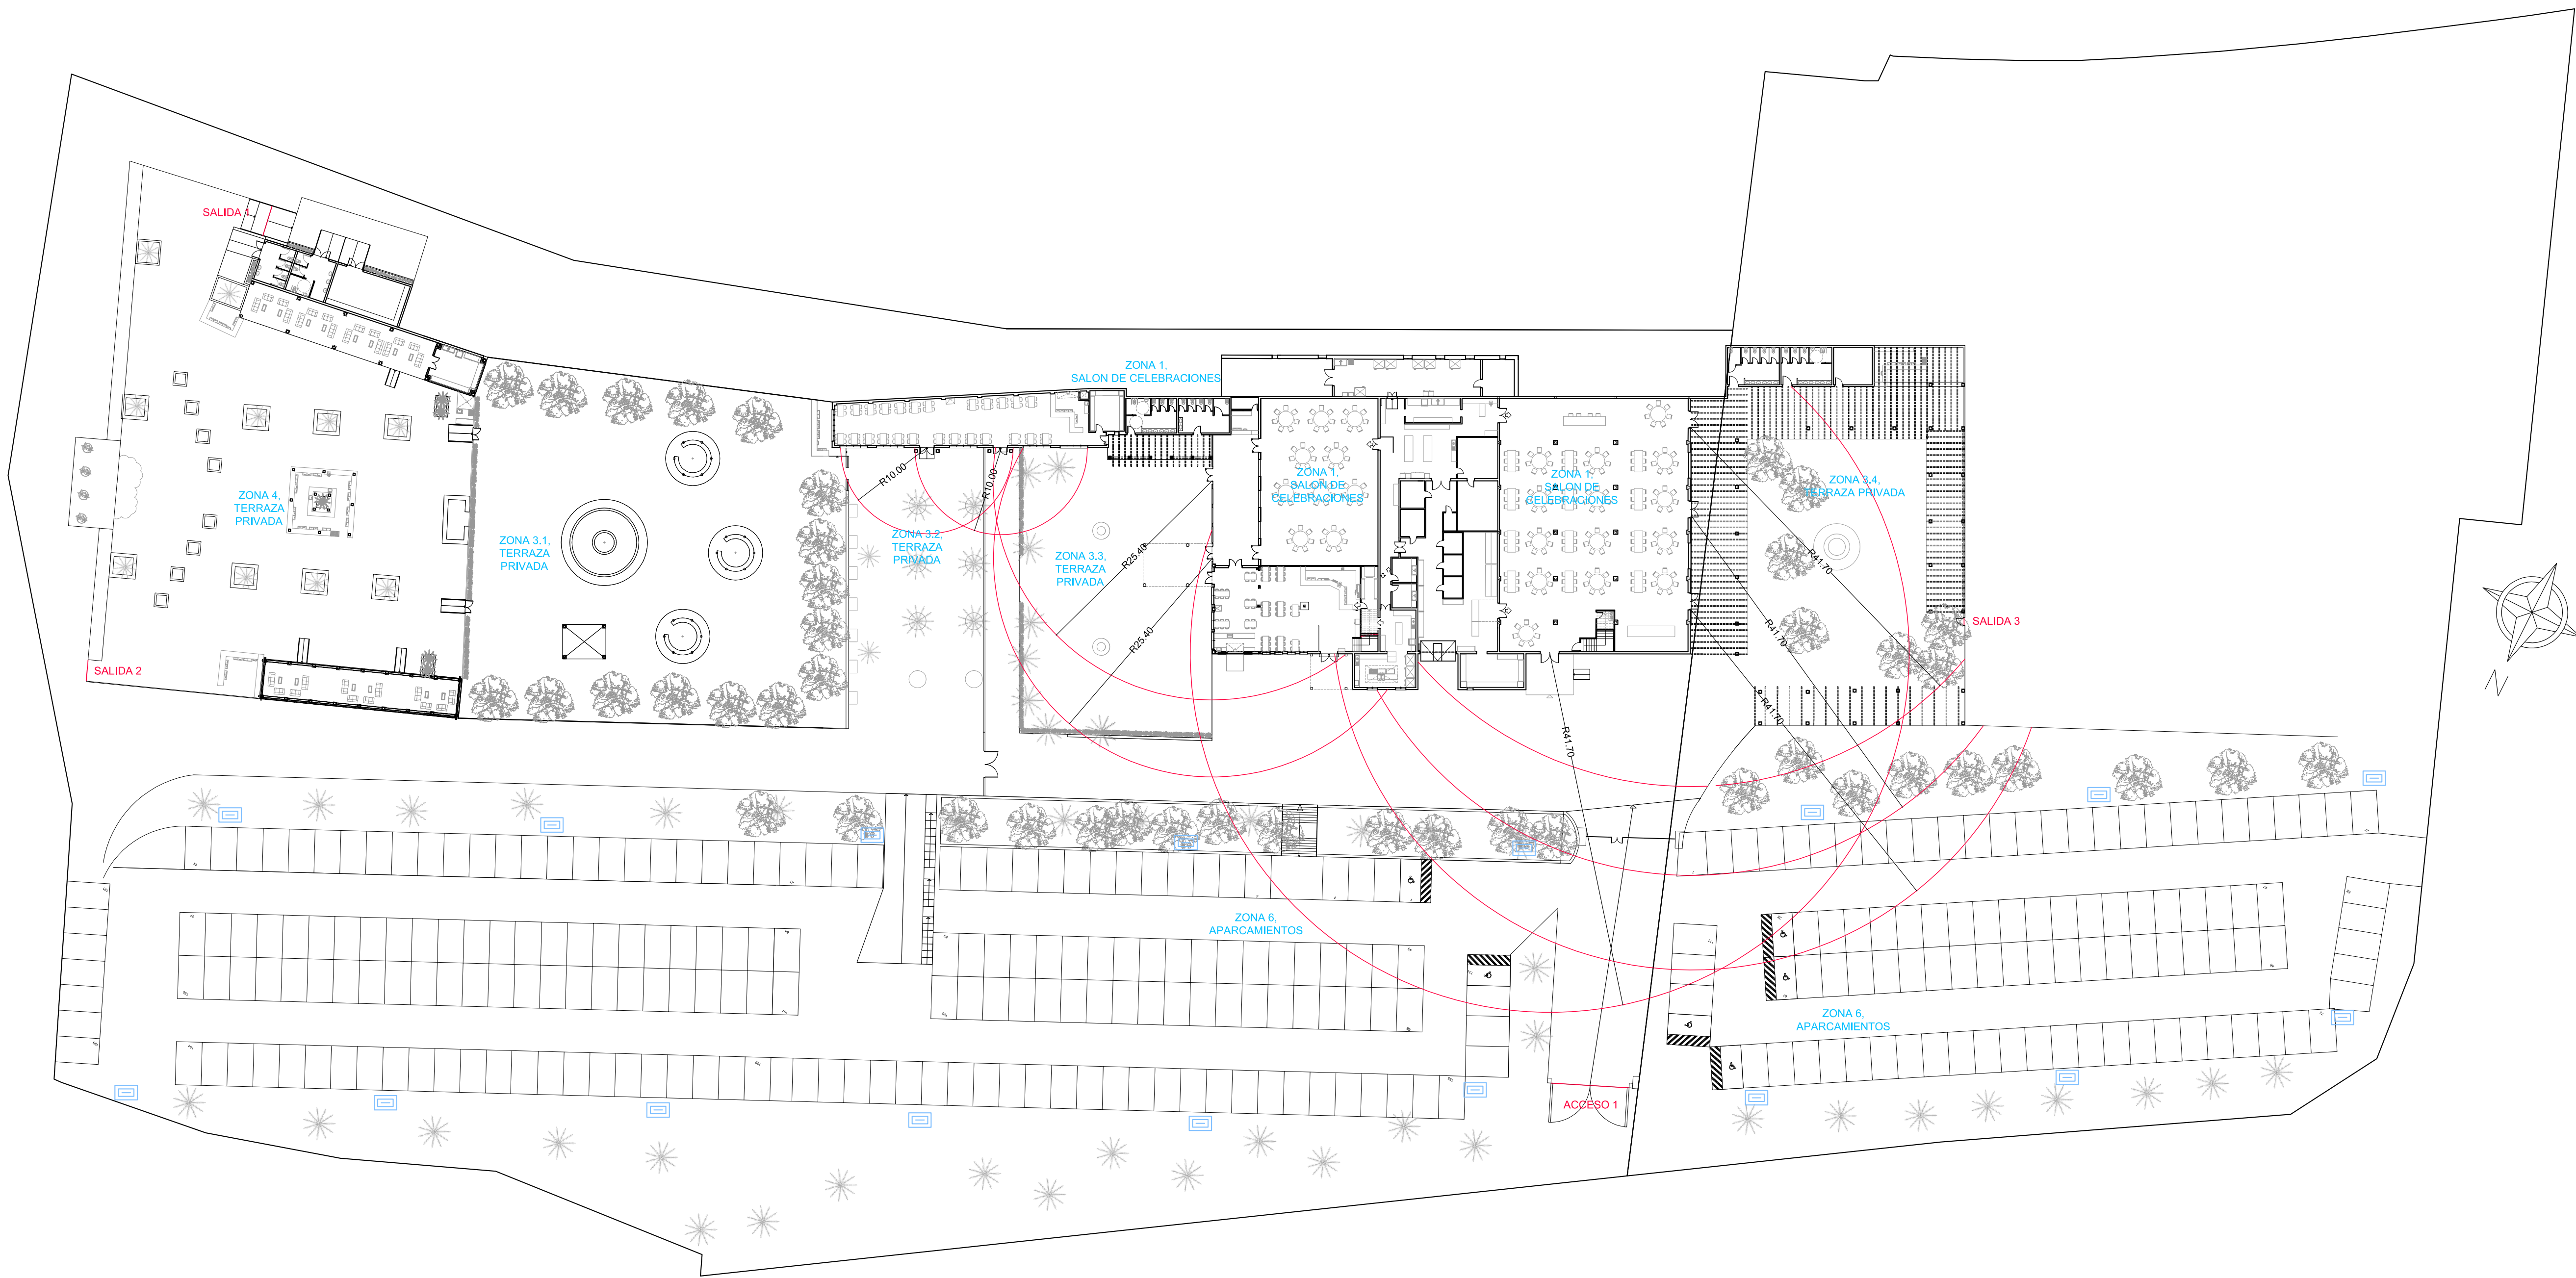 SALIDA 1
ZONA 1,
SALON DE CELEBRACIONES
R10.00
R10.00
ZONA 1,
SALON DE
CELEBRACIONES
ZONA 1,
SALON DE
CELEBRACIONES
ZONA 3.4,
TERRAZA PRIVADA
ZONA 4,
TERRAZA
PRIVADA
ZONA 3.1,
TERRAZA
PRIVADA
ZONA 3.2,
TERRAZA
PRIVADA
ZONA 3.3,
TERRAZA
PRIVADA
R25.40
R25.40
R41.70
R41.70
R41.70
R41.70
SALIDA 3
SALIDA 2
N
ZONA 6,
APARCAMIENTOS
ZONA 6,
APARCAMIENTOS
ACCESO 1